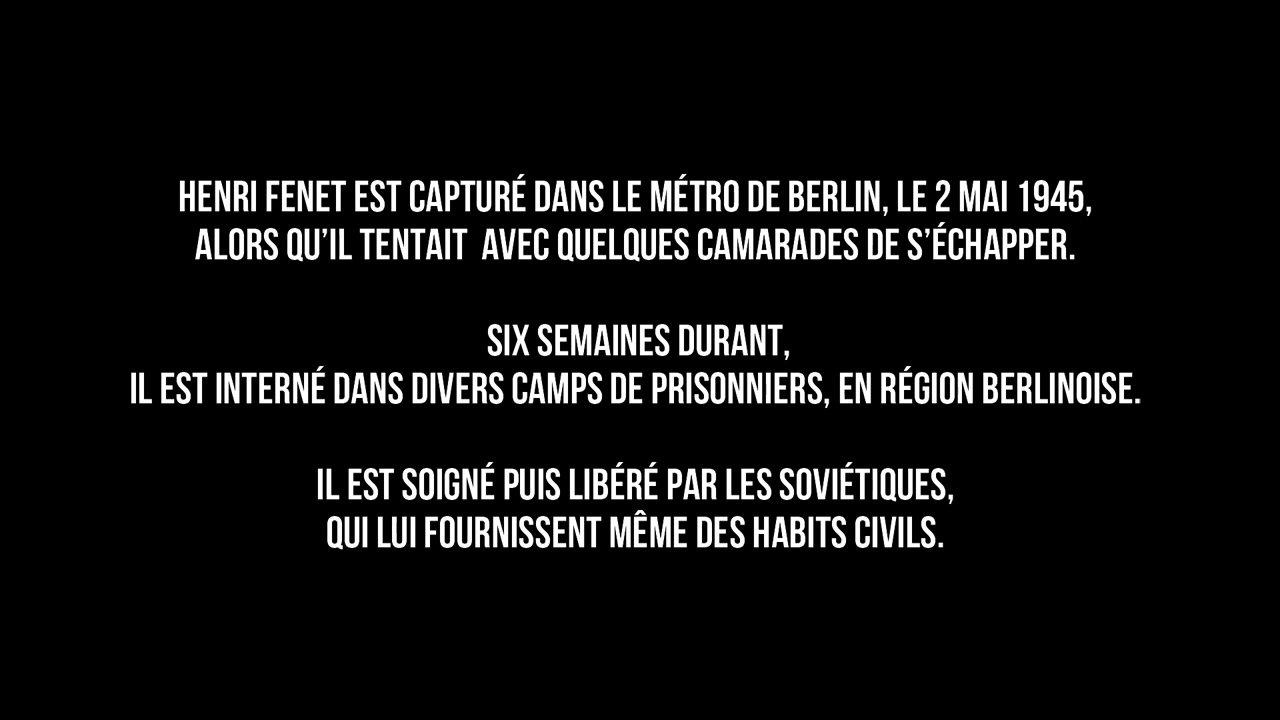 HENRI FENET EST CAPTURÉ DANS LE MÉTRO DE BERLIN, LE 2 MAI 1945,
ALORS QU’IL TENTAIT  AVEC QUELQUES CAMARADES DE S’ÉCHAPPER.
SIX SEMAINES DURANT,
IL EST INTERNÉ DANS DIVERS CAMPS DE PRISONNIERS, EN RÉGION BERLINOISE.
IL EST SOIGNÉ PUIS LIBÉRÉ PAR LES SOVIÉTIQUES,
QUI LUI FOURNISSENT MÊME DES HABITS CIVILS.